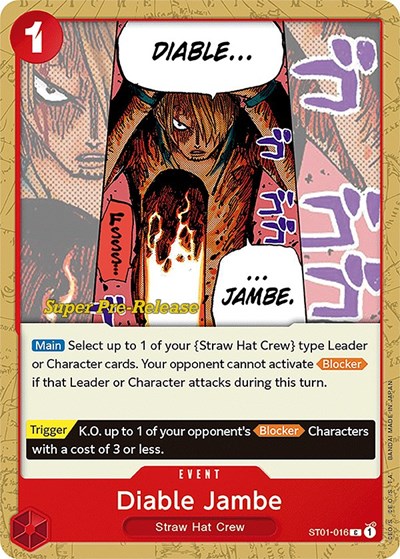 1
DIABLE...
...
JAMBE.
Super Pre-Release
Main Select up to 1 of your {Straw Hat Crew} type Leader
or Character cards. Your opponent cannot activate Blocker
if that Leader or Character attacks during this turn.
Trigger K.O. up to 1 of your opponent's Blocker Characters
with a cost of 3 or less.
EVENT
Diable Jambe
Straw Hat Crew
ST01-016 C 1
BANDAI MADE IN JAPAN